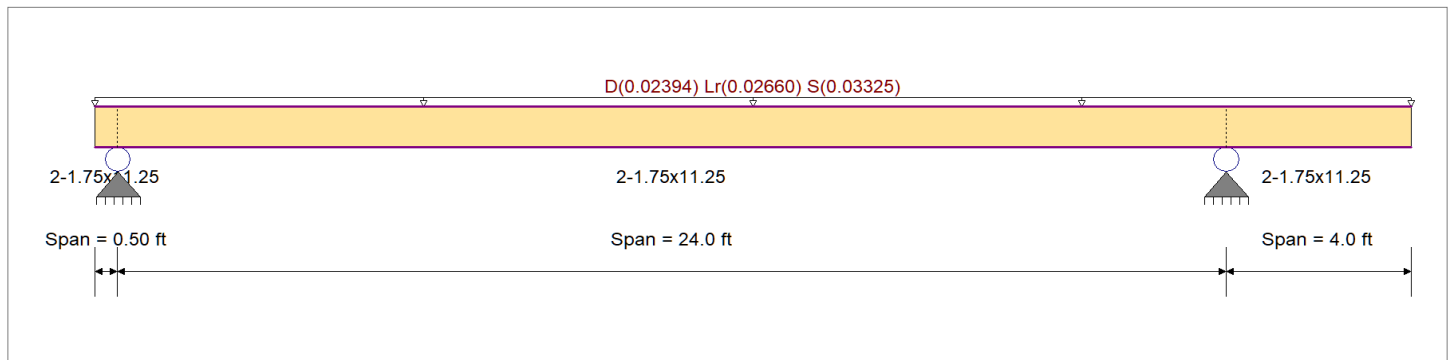 D(0.02394) Lr(0.02660) S(0.03325)
2-1.75x11.25
2-1.75x11.25
2-1.75x11.25
Span = 0.50 ft
Span = 24.0 ft
Span = 4.0 ft